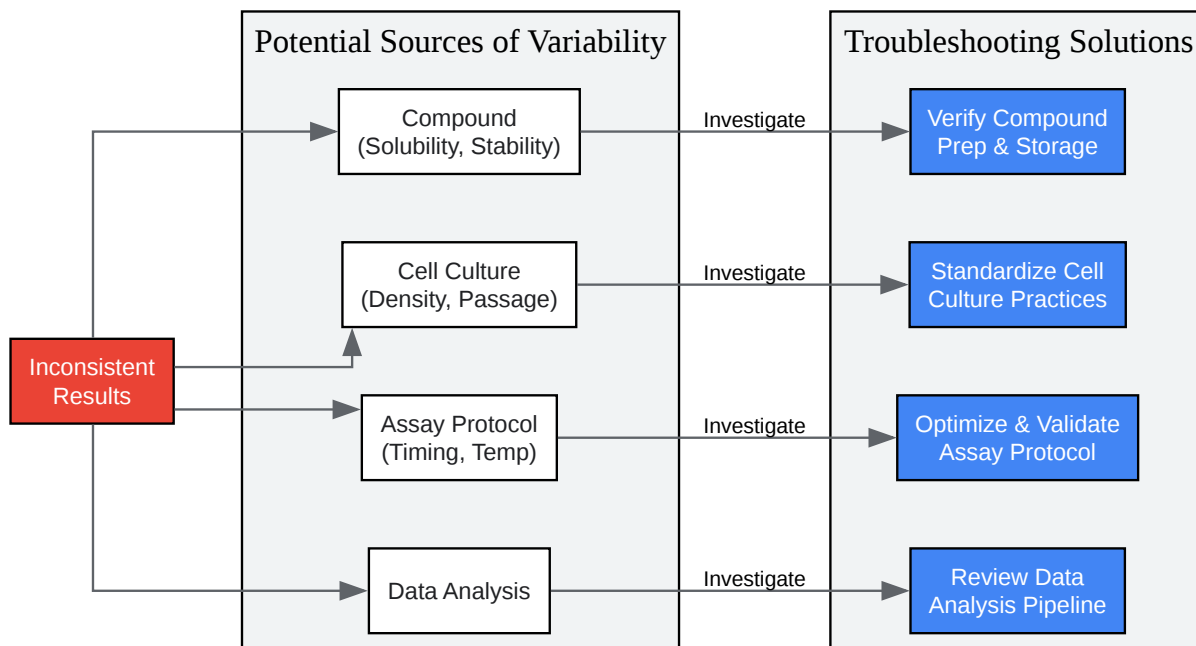 Potential Sources of Variability
Troubleshooting Solutions
Compound
(Solubility, Stability)
Investigate
Verify Compound
Prep & Storage
Cell Culture
(Density, Passage)
Investigate
Standardize Cell
Culture Practices
Inconsistent
Results
Assay Protocol
(Timing, Temp)
Investigate
Optimize & Validate
Assay Protocol
Data Analysis
Investigate
Review Data
Analysis Pipeline